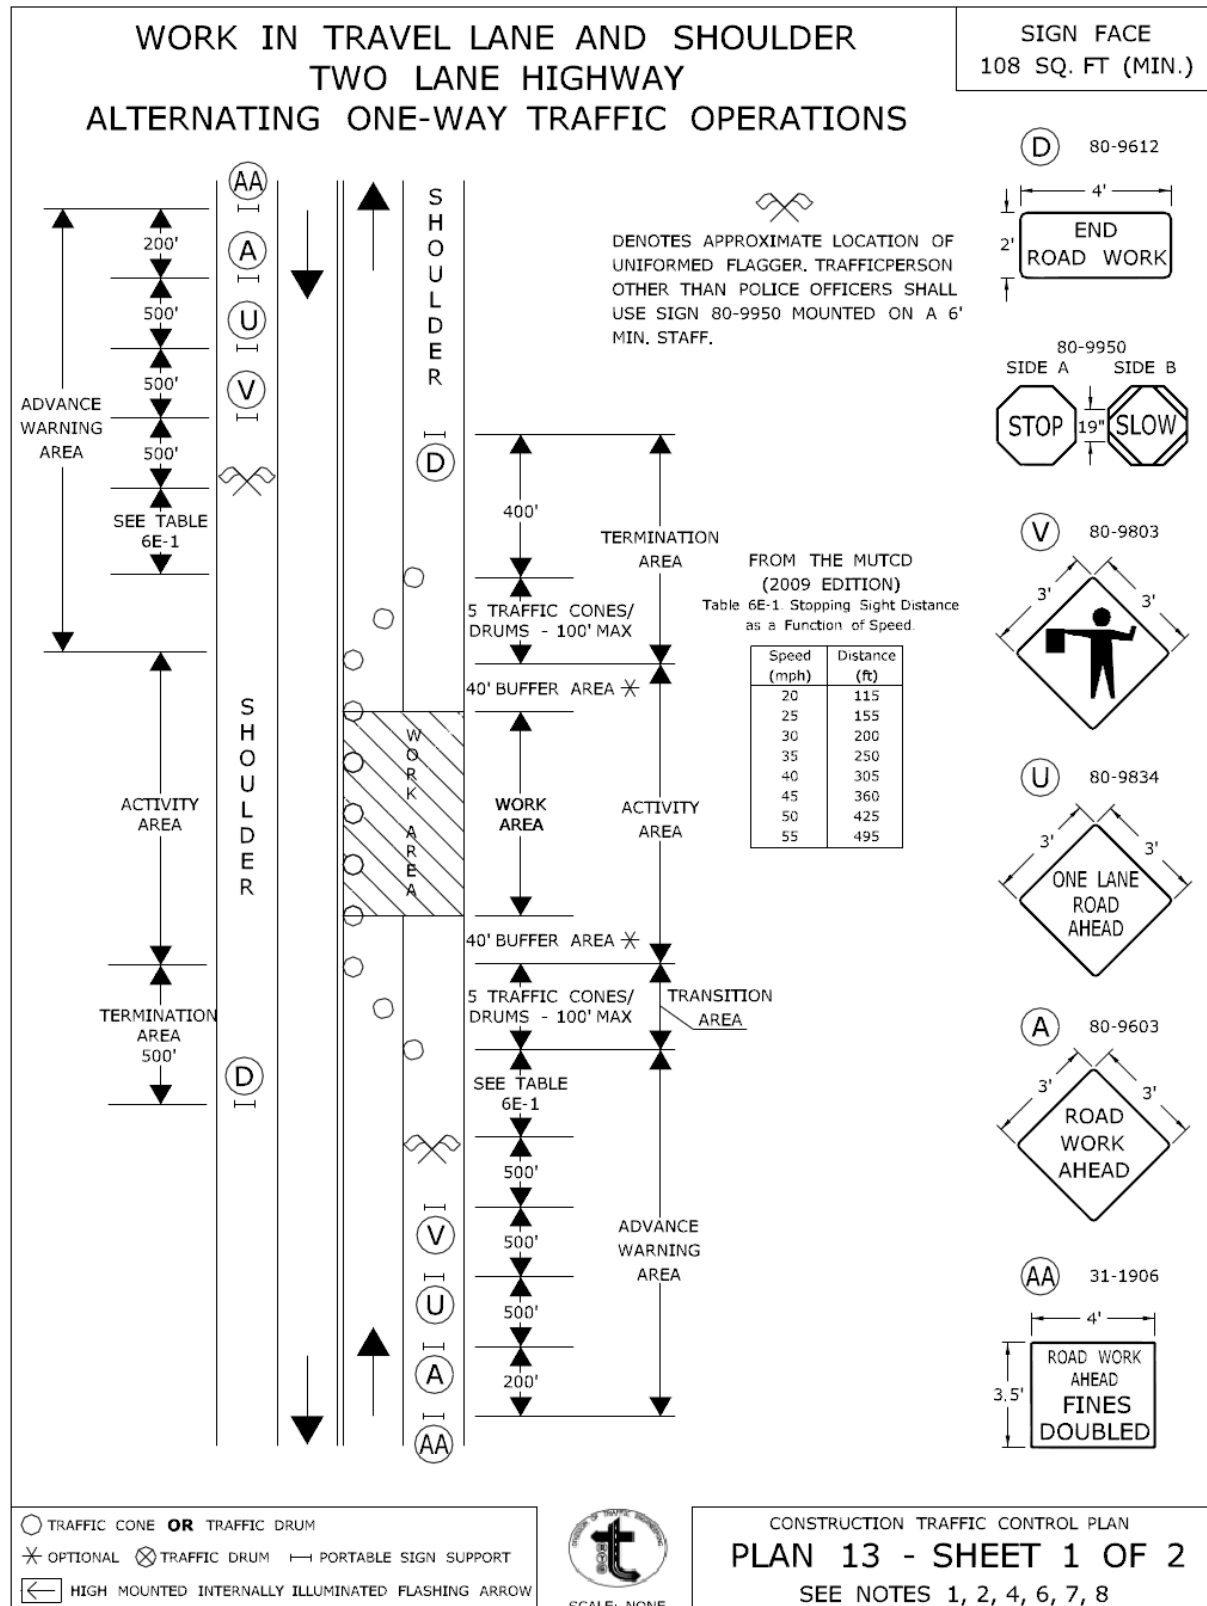 WORK IN TRAVEL LANE AND SHOULDER
TWO LANE HIGHWAY
ALTERNATING ONE-WAY TRAFFIC OPERATIONS
SIGN FACE
108 SQ. FT (MIN.)
AA
A
U
V
200'
500'
500'
500'
SEE TABLE
6E-1
ADVANCE
WARNING
AREA
SHOULDER
ACTIVITY
AREA
TERMINATION
AREA
500'
D
SHOULDER
D
400'
TERMINATION
AREA
5 TRAFFIC CONES/
DRUMS - 100' MAX
40' BUFFER AREA
WORK AREA
WORK
AREA
ACTIVITY
AREA
40' BUFFER AREA
5 TRAFFIC CONES/
DRUMS - 100' MAX
TRANSITION
AREA
SEE TABLE
6E-1
500'
500'
500'
200'
ADVANCE
WARNING
AREA
V
U
A
AA
DENOTES APPROXIMATE LOCATION OF
UNIFORMED FLAGGER. TRAFFICPERSON
OTHER THAN POLICE OFFICERS SHALL
USE SIGN 80-9950 MOUNTED ON A 6'
MIN. STAFF.
FROM THE MUTCD
(2009 EDITION)
Table 6E-1. Stopping Sight Distance
as a Function of Speed.
Speed Distance
(mph) (ft)
20 115
25 155
30 200
35 250
40 305
45 360
50 425
55 495
D 80-9612
4'
2'
END
ROAD WORK
80-9950
SIDE A SIDE B
STOP 19" SLOW
V 80-9803
3' 3'
U 80-9834
3' 3'
ONE LANE
ROAD
AHEAD
A 80-9603
3' 3'
ROAD
WORK
AHEAD
AA 31-1906
4'
3.5'
ROAD WORK
AHEAD
FINES
DOUBLED
TRAFFIC CONE OR TRAFFIC DRUM
OPTIONAL TRAFFIC DRUM PORTABLE SIGN SUPPORT
HIGH MOUNTED INTERNALLY ILLUMINATED FLASHING ARROW
DIVISION OF TRAFFIC ENGINEERING
t
SCALE: NONE
CONSTRUCTION TRAFFIC CONTROL PLAN
PLAN 13 - SHEET 1 OF 2
SEE NOTES 1, 2, 4, 6, 7, 8